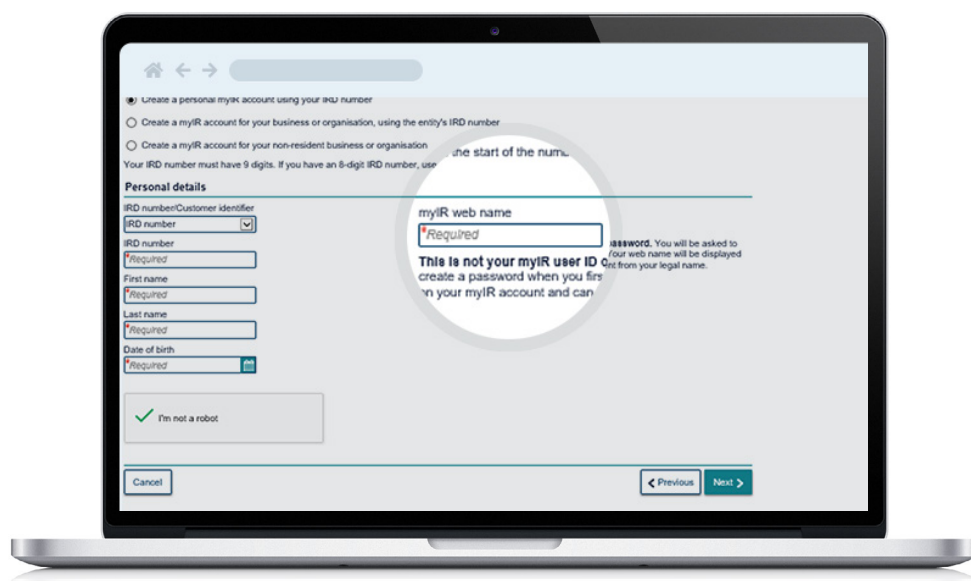 Create a personal myIR account using your IRD number
Create a myIR account for your business or organisation, using the entity's IRD number
Create a myIR account for your non-resident business or organisation
Your IRD number must have 9 digits. If you have an 8-digit IRD number, use
the start of the num
Personal details
IRD number/Customer identifier
IRD number
IRD number
*Required
First name
*Required
Last name
*Required
Date of birth
*Required
myIR web name
*Required
This is not your myIR user ID o
password. You will be asked to
create a password when you firs
Your web name will be displayed
on your myIR account and can
nt from your legal name.
I'm not a robot
Cancel
Previous
Next